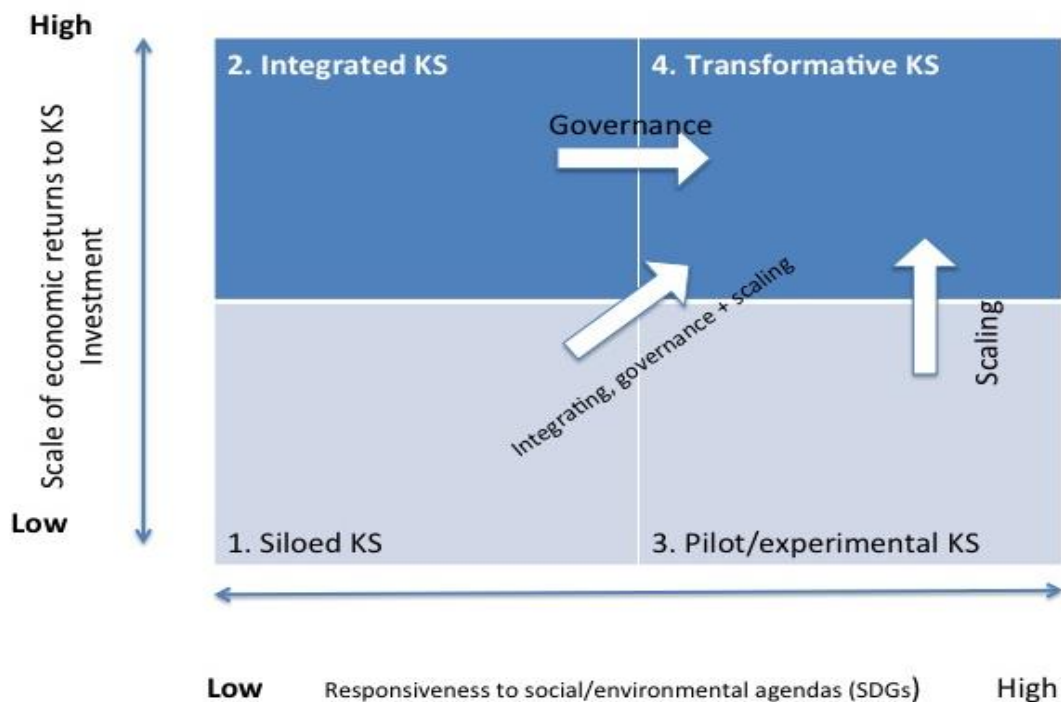 High
Scale of economic returns to KS
Investment
Low
2. Integrated KS
4. Transformative KS
Governance
Integrating, governance + scaling
Scaling
1. Siloed KS
3. Pilot/experimental KS
Low Responsiveness to social/environmental agendas (SDGs) High